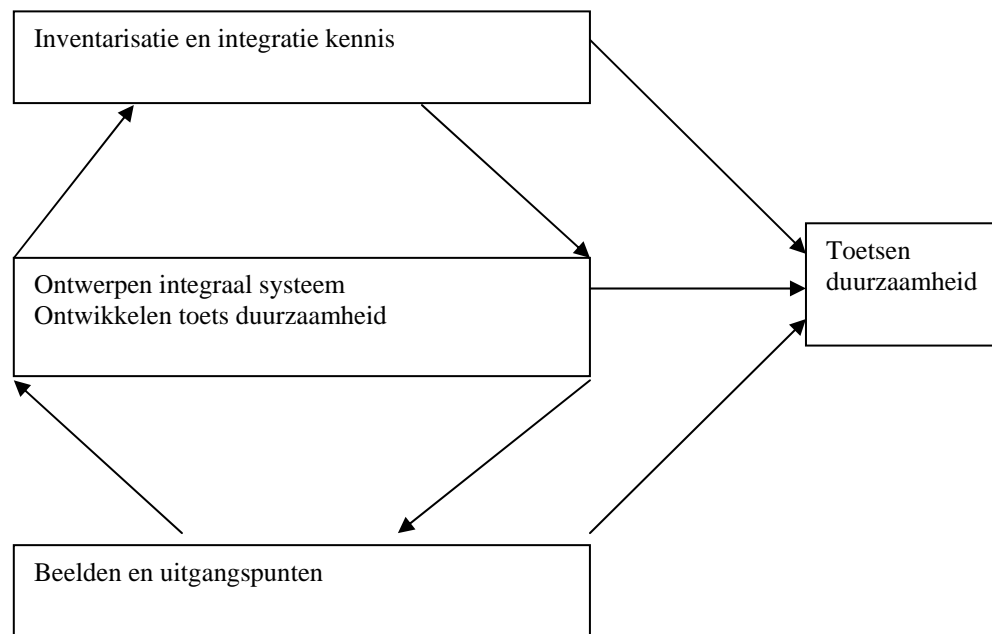 Inventarisatie en integratie kennis
Ontwerpen integraal systeem
Ontwikkelen toets duurzaamheid
Toetsen
duurzaamheid
Beelden en uitgangspunten